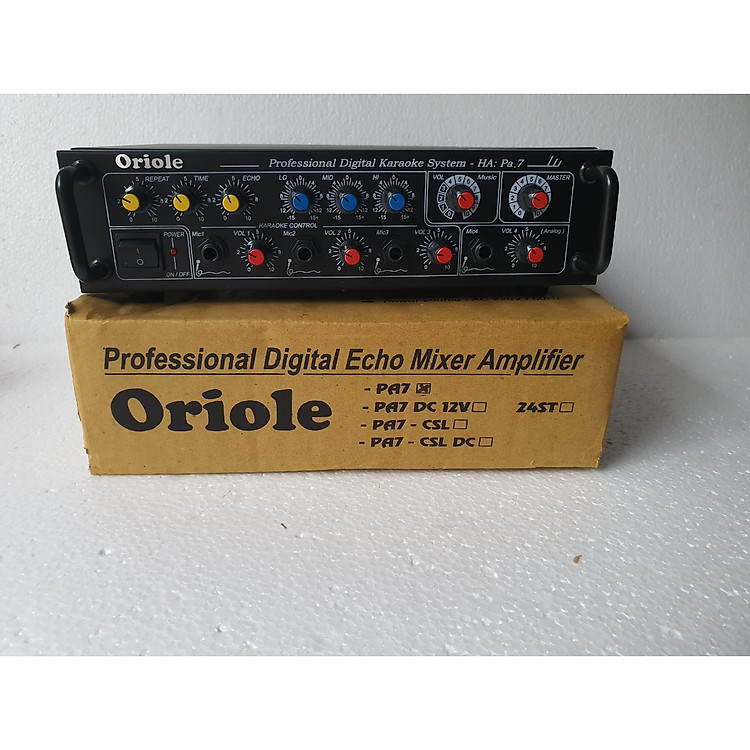 Oriole Professional Digital Karaoke System - HA: Pa.7
REPEAT TIME ECHO LO MID HI VOL Music MASTER
KARAOKE CONTROL
POWER Mic1 VOL 1 Mic2 VOL 2 Mic3 VOL 3 Mic4 VOL 4 (Analog)
ON / OFF
Professional Digital Echo Mixer Amplifier
Oriole
- PA7
- PA7 DC 12V 24ST
- PA7 - CSL
- PA7 - CSL DC